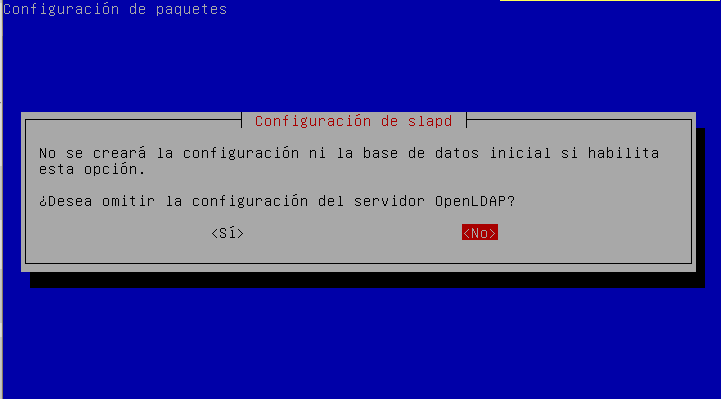 Configuración de paquetes
Configuración de slapd
No se creará la configuración ni la base de datos inicial si habilita
esta opción.
¿Desea omitir la configuración del servidor OpenLDAP?
<Sí> <No>